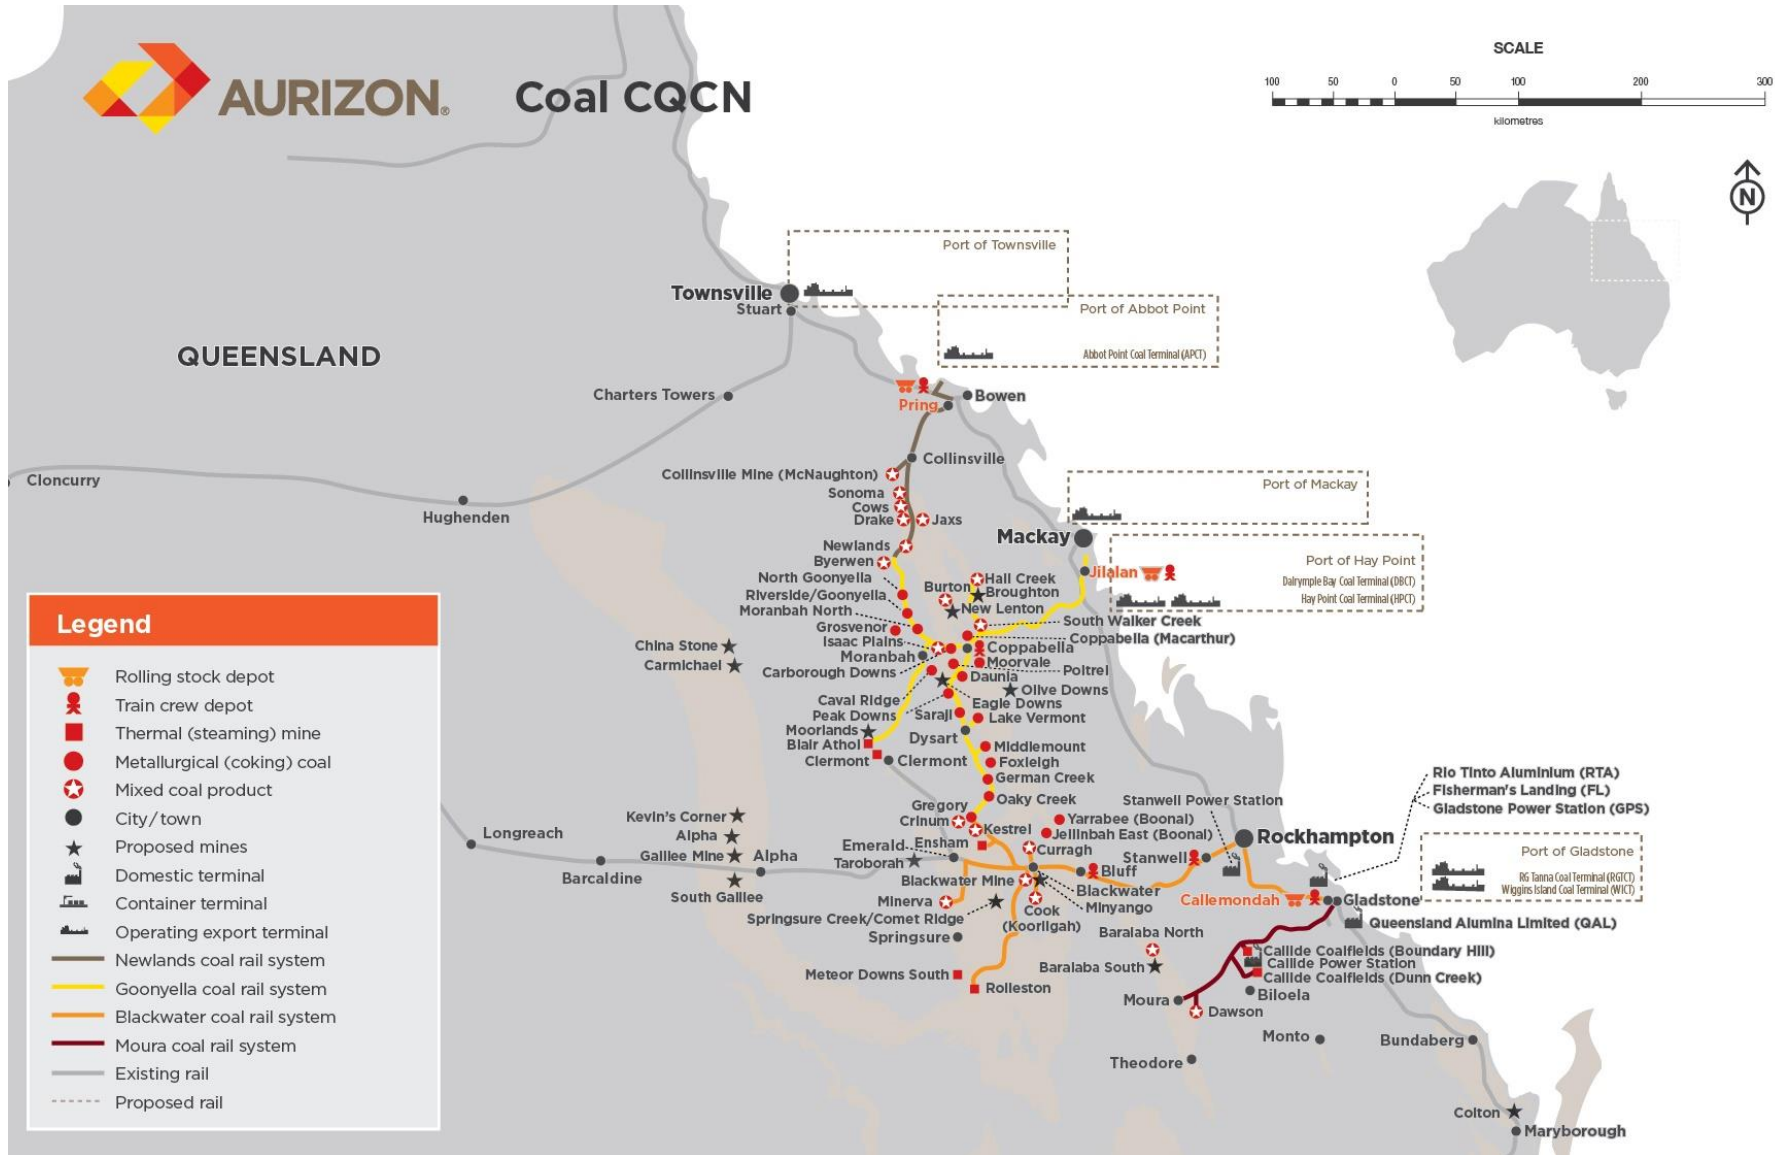 AURIZON®
Coal CQCN
SCALE
100 50 0 50 100 200 300
kilometres
N
Port of Townsville
Townsville
Stuart
Port of Abbot Point
Abbot Point Coal Terminal (APCT)
QUEENSLAND
Charters Towers
Pring
Bowen
Collinsville
Collinsville Mine (McNaughton)
Cloncurry
Hughenden
Sonoma
Cows
Drake
Jaxs
Port of Mackay
Mackay
Newlands
Byerwen
Port of Hay Point
Dalrymple Bay Coal Terminal (DBCT)
Hay Point Coal Terminal (HPCT)
Jilalan
North Goonyella
Riverside/Goonyella
Moranbah North
Burton
Hail Creek
Broughton
New Lenton
Grosvenor
South Walker Creek
Isaac Plains
Coppabella (Macarthur)
Moranbah
Coppabella
Moorvale
Carborough Downs
Poitrel
Daunia
China Stone
Carmichael
Olive Downs
Caval Ridge
Eagle Downs
Peak Downs
Saraji
Lake Vermont
Moorlands
Dysart
Blair Athol
Middlemount
Clermont
Clermont
Foxleigh
German Creek
Oaky Creek
Stanwell Power Station
Rio Tinto Aluminium (RTA)
Fisherman's Landing (FL)
Gladstone Power Station (GPS)
Gregory
Crinum
Kestrel
Yarrabee (Boonal)
Jellinbah East (Boonal)
Kevin's Corner
Alpha
Galilee Mine
Alpha
South Galilee
Longreach
Barcaldine
Emerald
Ensham
Curragh
Taroborah
Stanwell
Rockhampton
Bluff
Port of Gladstone
RG Tanna Coal Terminal (RGTCT)
Wiggins Island Coal Terminal (WICT)
Blackwater Mine
Blackwater
Minyango
Minerva
Callemondah
Gladstone
Springsure Creek/Comet Ridge
Cook
(Koorilgah)
Queensland Alumina Limited (QAL)
Springsure
Baralaba North
Callide Coalfields (Boundary Hill)
Callide Power Station
Callide Coalfields (Dunn Creek)
Baralaba South
Meteor Downs South
Rolleston
Moura
Biloela
Dawson
Monto
Bundaberg
Theodore
Colton
Maryborough
Legend
Rolling stock depot
Train crew depot
Thermal (steaming) mine
Metallurgical (coking) coal
Mixed coal product
City/town
Proposed mines
Domestic terminal
Container terminal
Operating export terminal
Newlands coal rail system
Goonyella coal rail system
Blackwater coal rail system
Moura coal rail system
Existing rail
Proposed rail